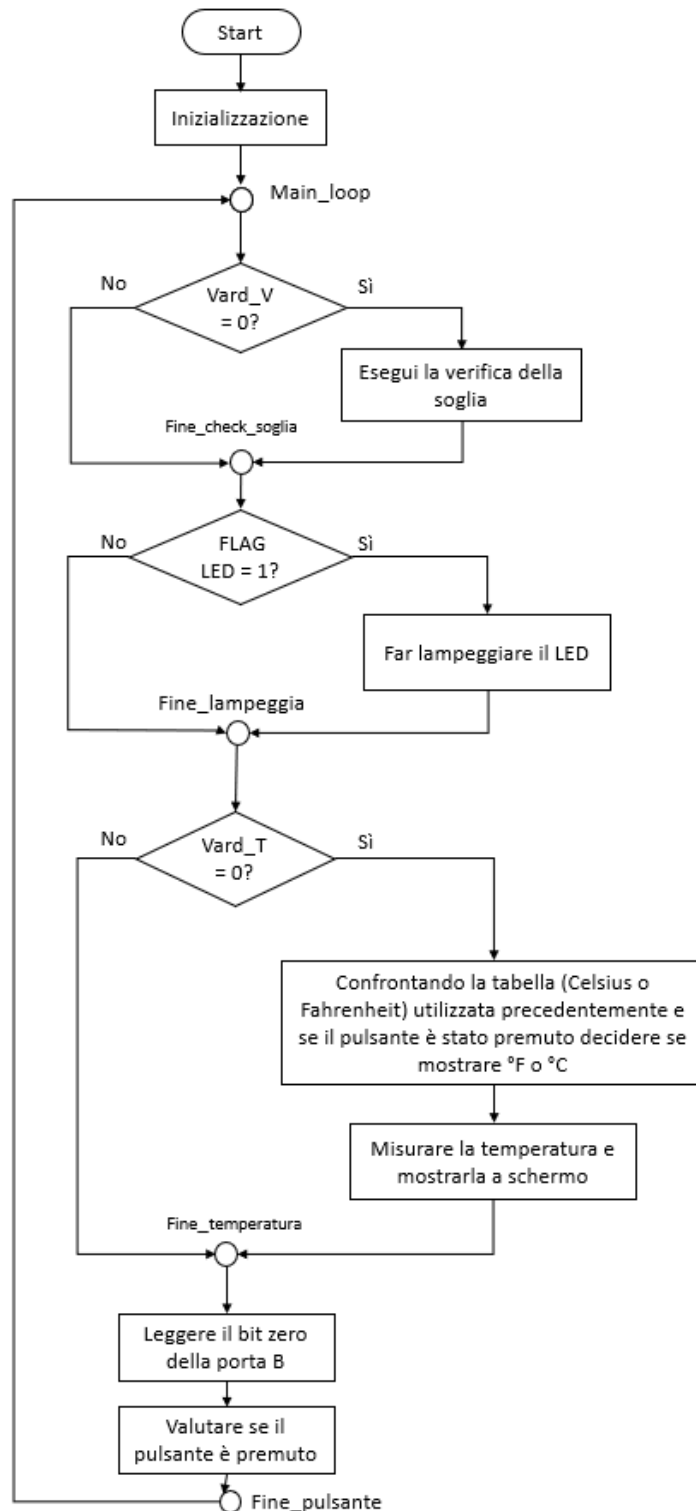 Start
Inizializzazione
Main_loop
No
Vard_V
= 0?
Sì
Esegui la verifica della
soglia
Fine_check_soglia
No
FLAG
LED = 1?
Sì
Far lampeggiare il LED
Fine_lampeggia
No
Vard_T
= 0?
Sì
Confrontando la tabella (Celsius o
Fahrenheit) utilizzata precedentemente e
se il pulsante è stato premuto decidere se
mostrare °F o °C
Misurare la temperatura e
mostrarla a schermo
Fine_temperatura
Leggere il bit zero
della porta B
Valutare se il
pulsante è premuto
Fine_pulsante